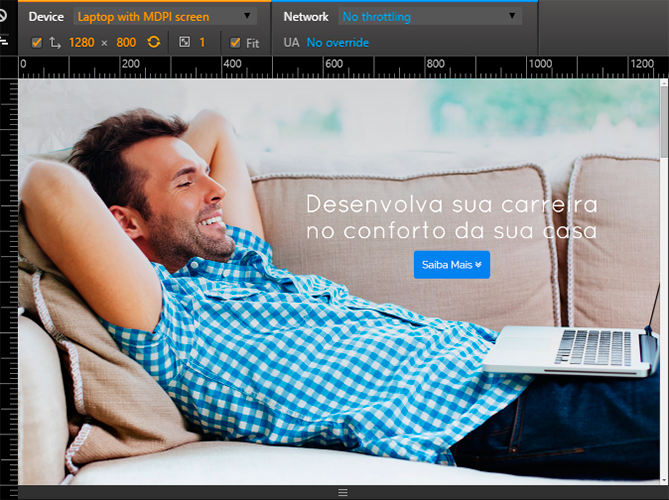 Device Laptop with MDPI screen Network No throttling
1280 × 800 1 Fit UA No override
0 200 400 600 800 1000 1200
Desenvolva sua carreira
no conforto da sua casa
Saiba Mais